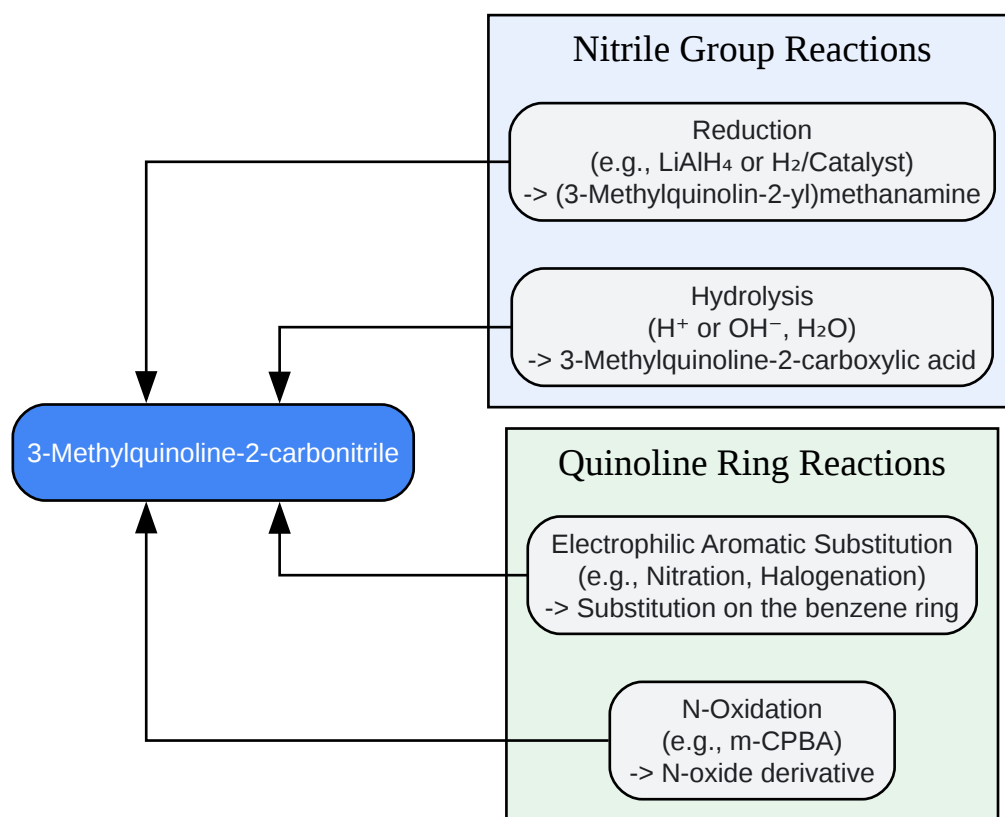 Nitrile Group Reactions
Reduction
(e.g., LiAlH₄ or H₂/Catalyst)
-> (3-Methylquinolin-2-yl)methanamine
Hydrolysis
(H⁺ or OH⁻, H₂O)
-> 3-Methylquinoline-2-carboxylic acid
3-Methylquinoline-2-carbonitrile
Quinoline Ring Reactions
Electrophilic Aromatic Substitution
(e.g., Nitration, Halogenation)
-> Substitution on the benzene ring
N-Oxidation
(e.g., m-CPBA)
-> N-oxide derivative